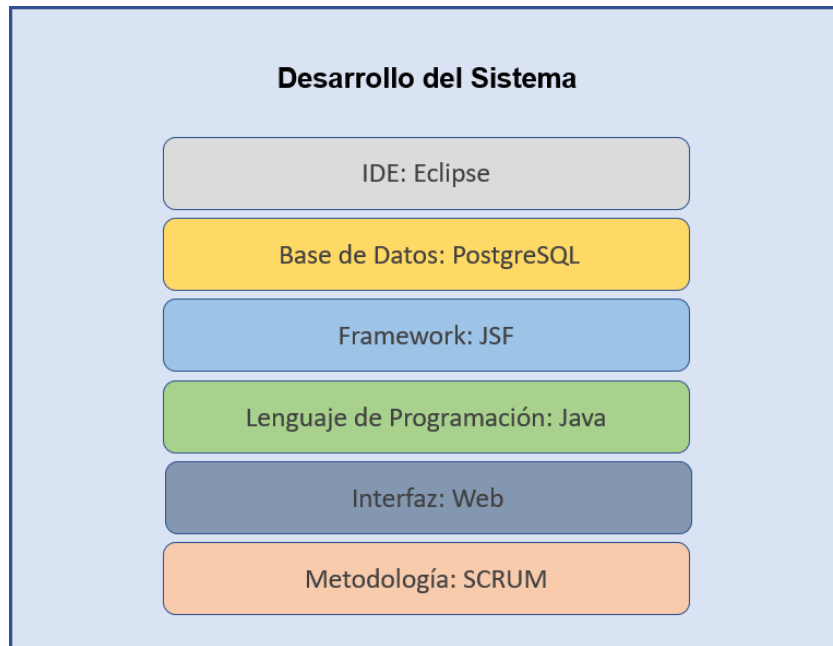 Desarrollo del Sistema
IDE: Eclipse
Base de Datos: PostgreSQL
Framework: JSF
Lenguaje de Programación: Java
Interfaz: Web
Metodología: SCRUM